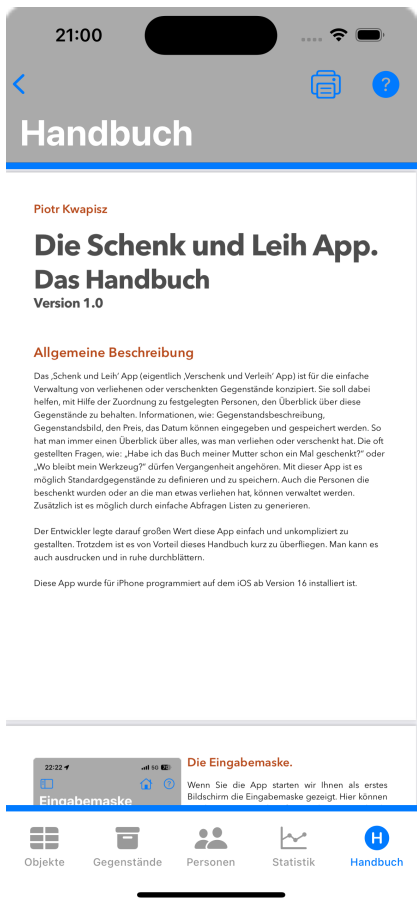 21:00
Handbuch
Piotr Kwapisz
Die Schenk und Leih App.
Das Handbuch
Version 1.0
Allgemeine Beschreibung
Das ‚Schenk und Leih‘ App (eigentlich ‚Verschenk und Verleih‘ App) ist für die einfache
Verwaltung von verliehenen oder verschenkten Gegenstände konzipiert. Sie soll dabei
helfen, mit Hilfe der Zuordnung zu festgelegten Personen, den Überblick über diese
Gegenstände zu behalten. Informationen, wie: Gegenstandsbeschreibung,
Gegenstandsbild, den Preis, das Datum können eingegeben und gespeichert werden. So
hat man immer einen Überblick über alles, was man verliehen oder verschenkt hat. Die oft
gestellten Fragen, wie: „Habe ich das Buch meiner Mutter schon ein Mal geschenkt?“ oder
„Wo bleibt mein Werkzeug?“ dürfen Vergangenheit angehören. Mit dieser App ist es
möglich Standardgegenstände zu definieren und zu speichern. Auch die Personen die
beschenkt wurden oder an die man etwas verliehen hat, können verwaltet werden.
Zusätzlich ist es möglich durch einfache Abfragen Listen zu generieren.
Der Entwickler legte darauf großen Wert diese App einfach und unkompliziert zu
gestallten. Trotzdem ist es von Vorteil dieses Handbuch kurz zu überfliegen. Man kann es
auch ausdrucken und in ruhe durchblättern.
Diese App wurde für iPhone programmiert auf dem iOS ab Version 16 installiert ist.
22:22
5G
Eingabemaske
Die Eingabemaske.
Wenn Sie die App starten wir Ihnen als erstes
Bildschirm die Eingabemaske gezeigt. Hier können
Objekte
Gegenstände
Personen
Statistik
H
Handbuch